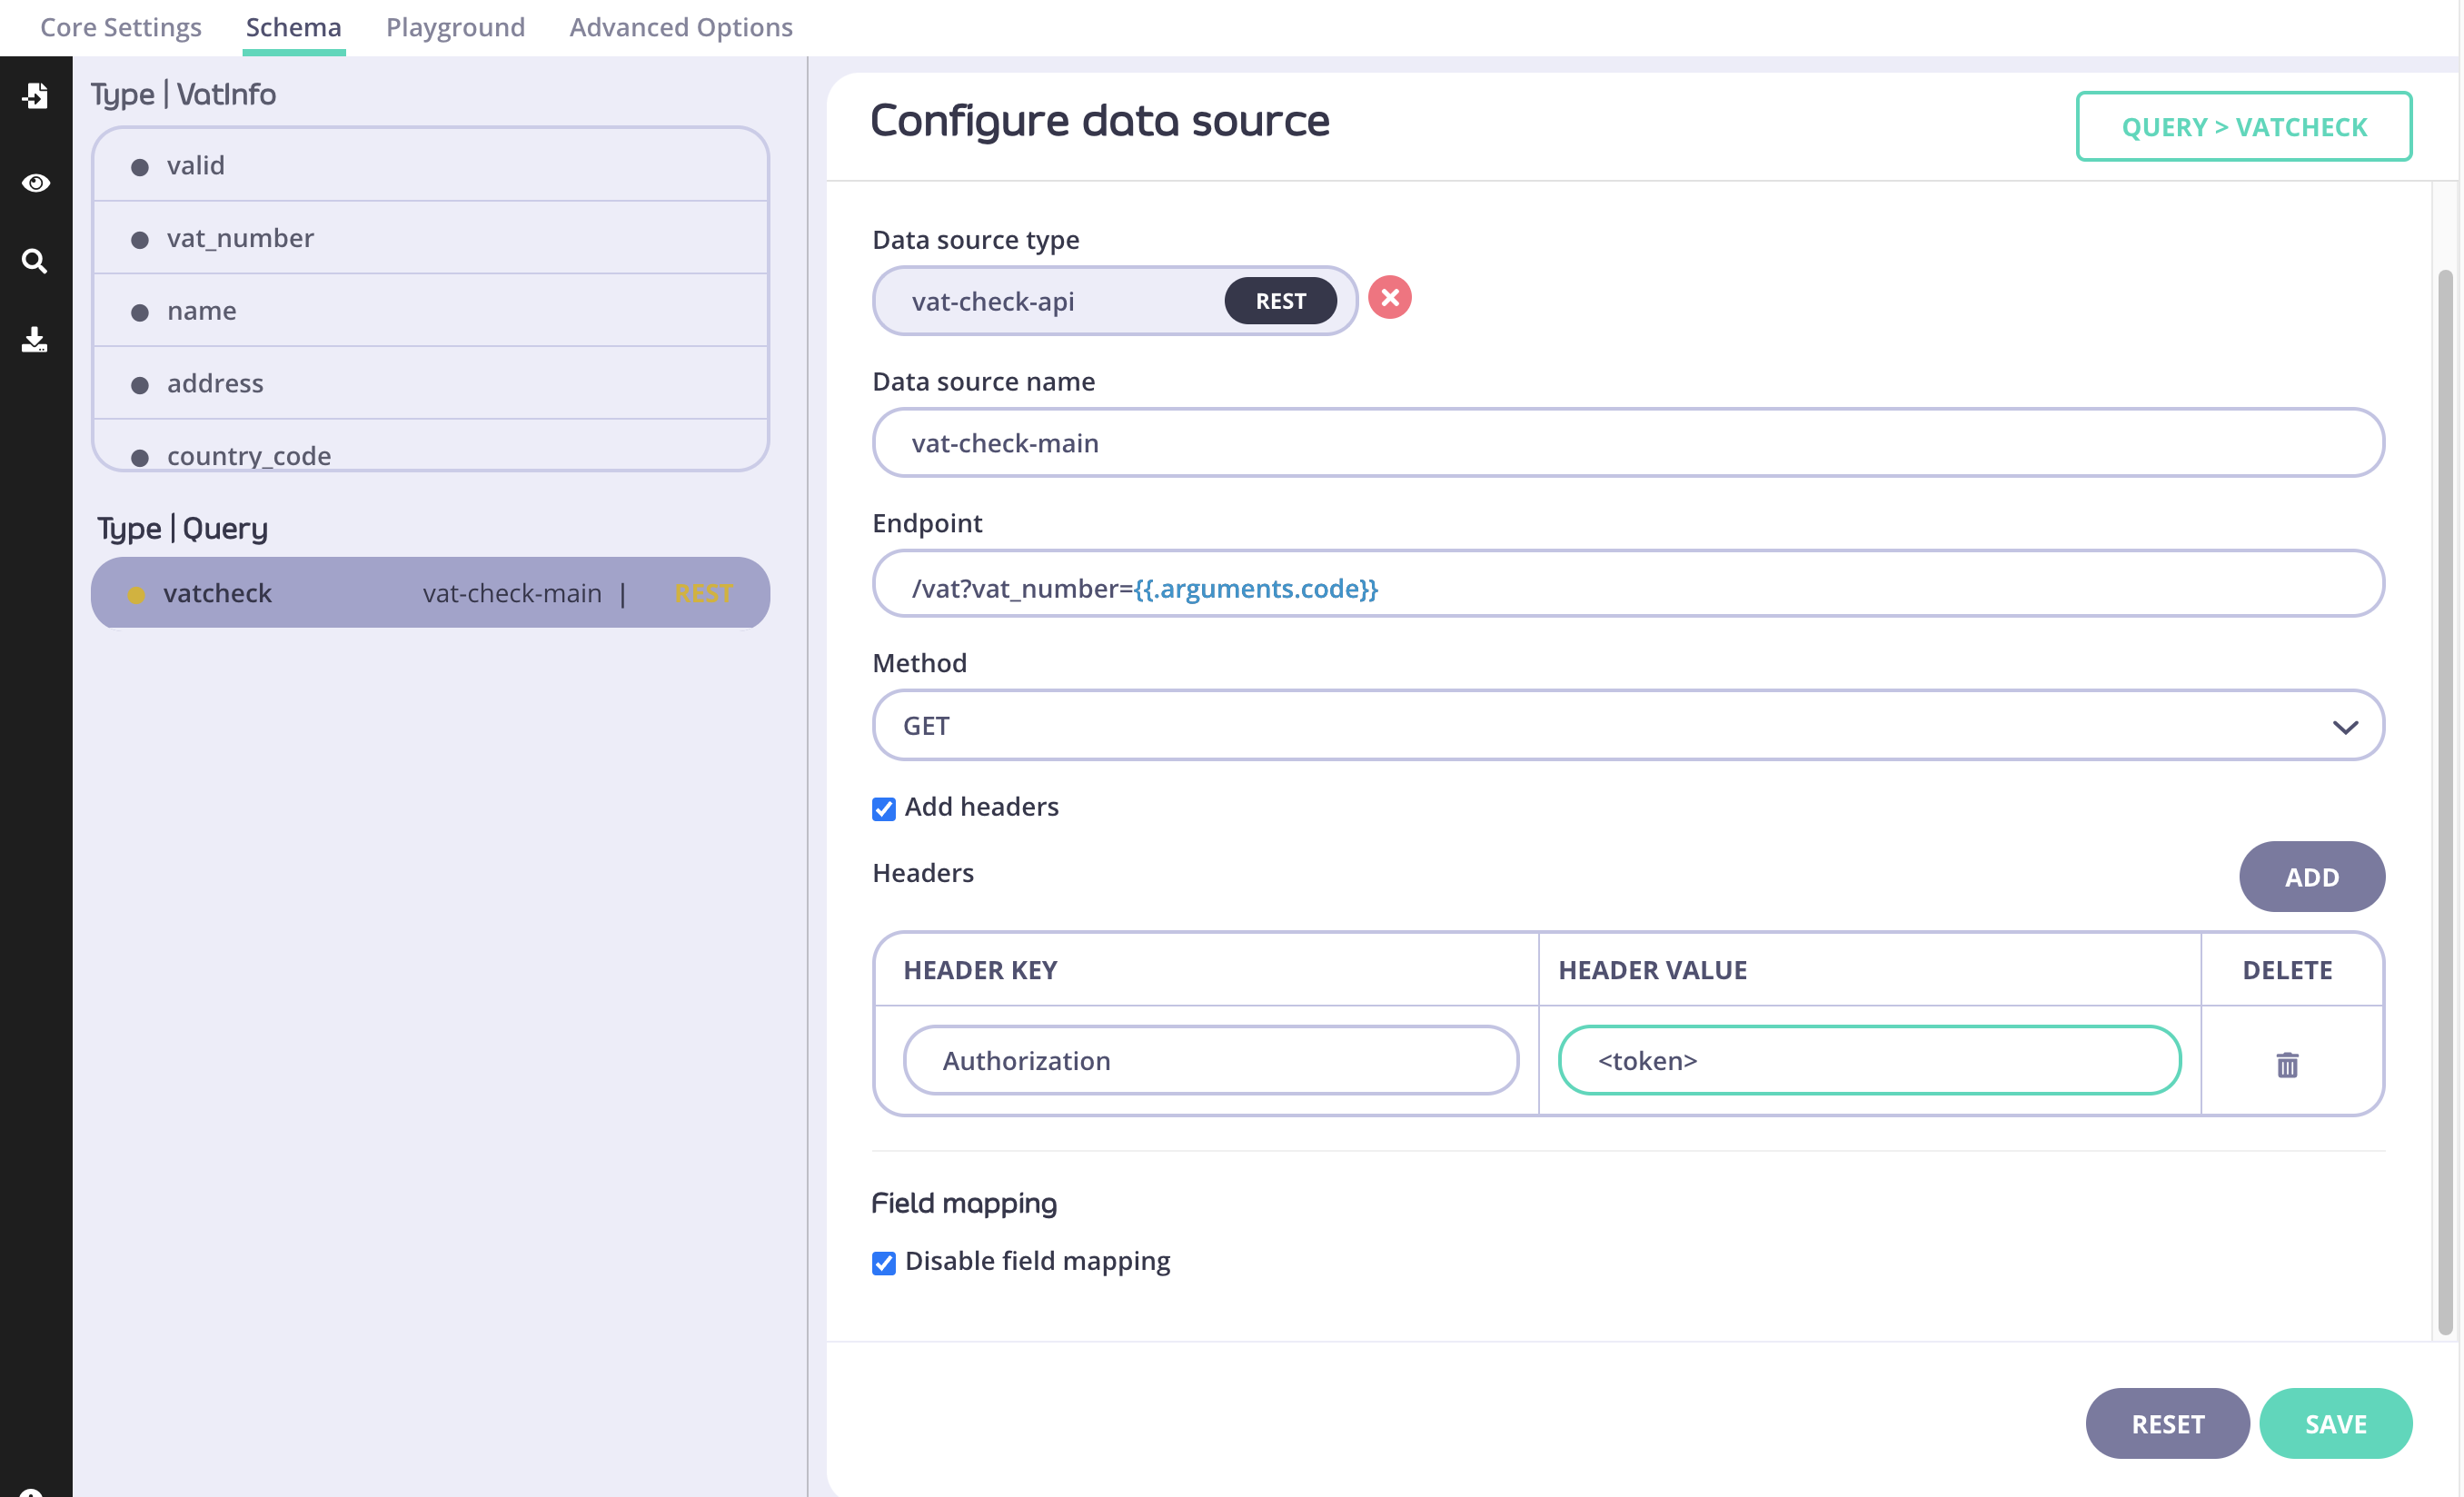 Core Settings Schema Playground Advanced Options
Type | VatInfo
valid
vat_number
name
address
country_code
Type | Query
vatcheck vat-check-main | REST
Configure data source
QUERY > VATCHECK
Data source type
vat-check-api REST
Data source name
vat-check-main
Endpoint
/vat?vat_number={{.arguments.code}}
Method
GET
Add headers
Headers
ADD
HEADER KEY HEADER VALUE DELETE
Authorization <token>
Field mapping
Disable field mapping
RESET SAVE